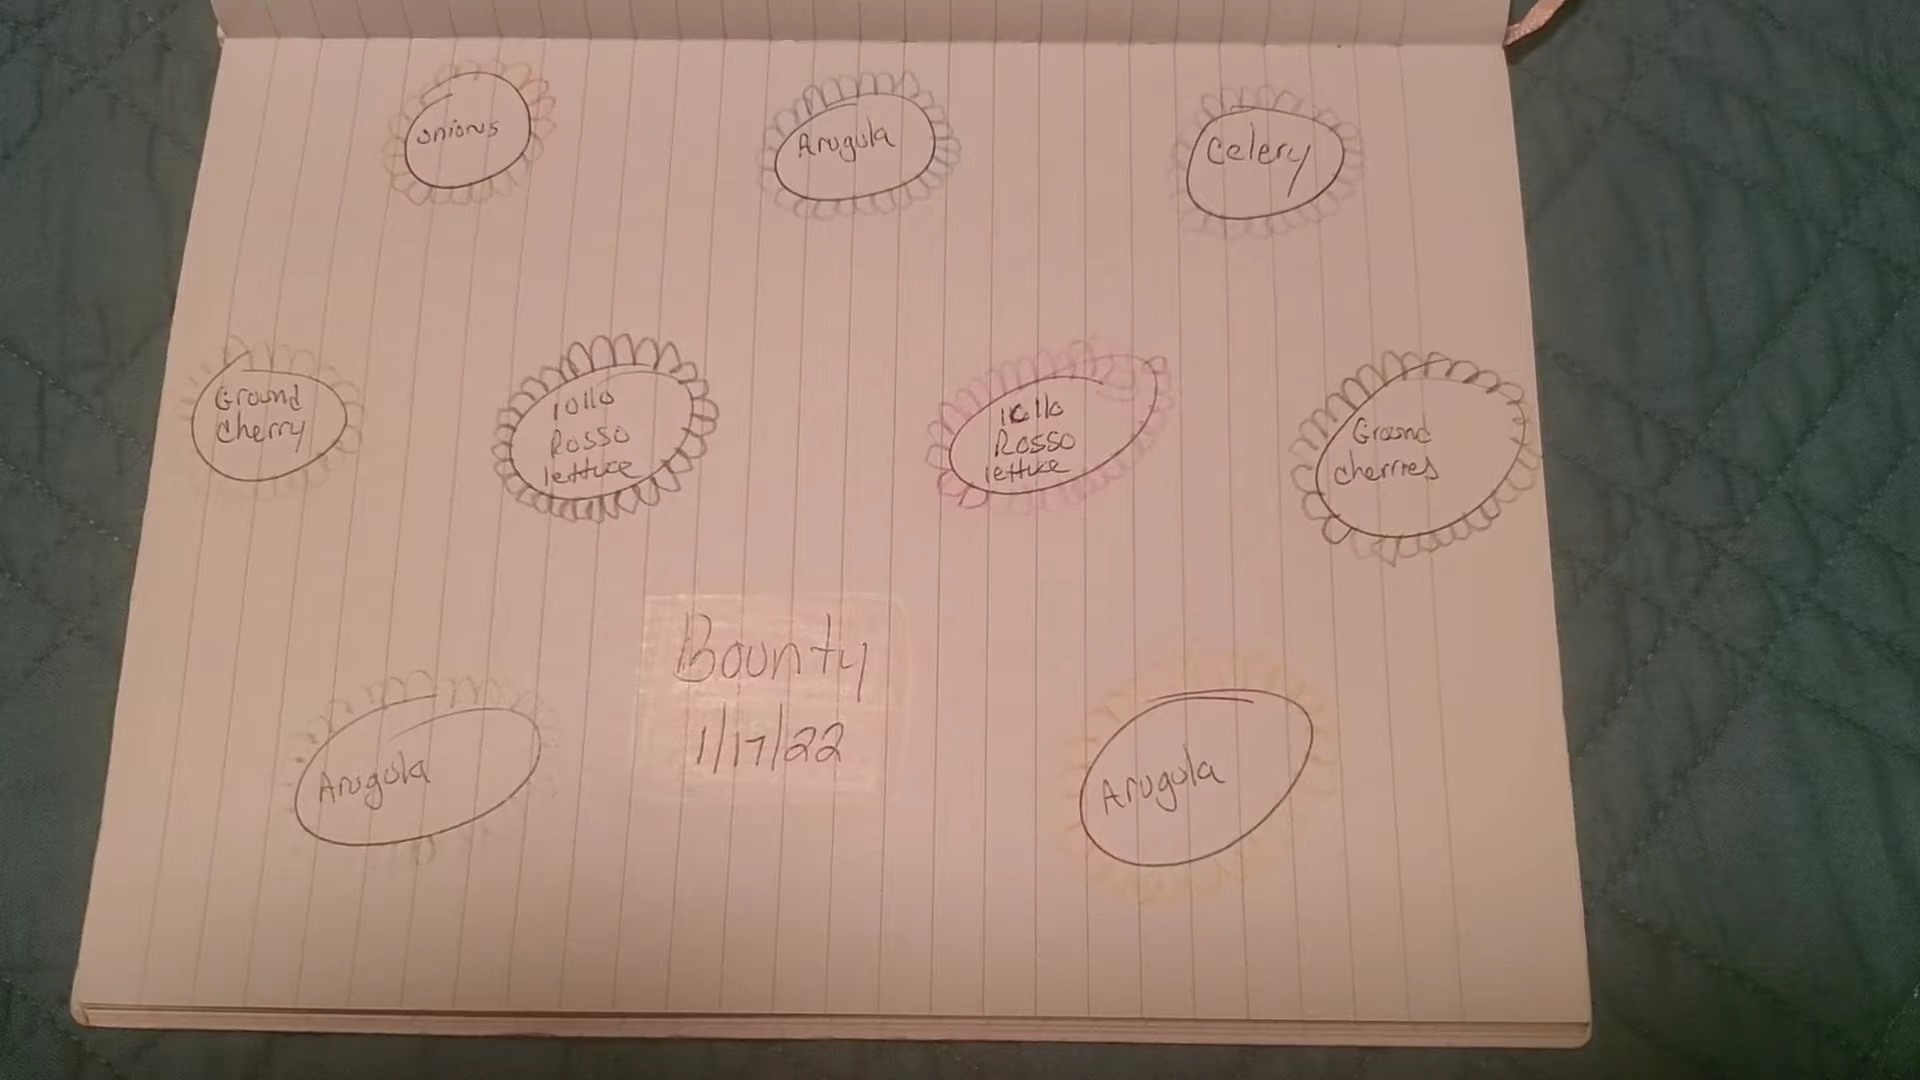 onions
Arugula
Celery
Ground
cherry
lollo
Rosso
lettuce
lollo
Rosso
lettuce
Ground
cherries
Bounty
1/17/22
Arugula
Arugula